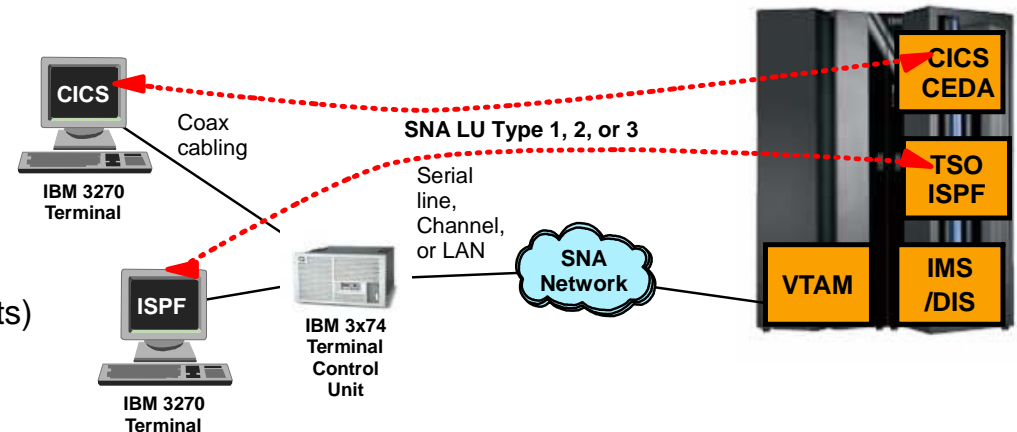 CICS
IBM 3270
Terminal
Coax
cabling
SNA LU Type 1, 2, or 3
Serial
line,
Channel,
or LAN
ts)
ISPF
IBM 3270
Terminal
IBM 3x74
Terminal
Control
Unit
SNA
Network
CICS
CEDA
TSO
ISPF
VTAM
IMS
/DIS